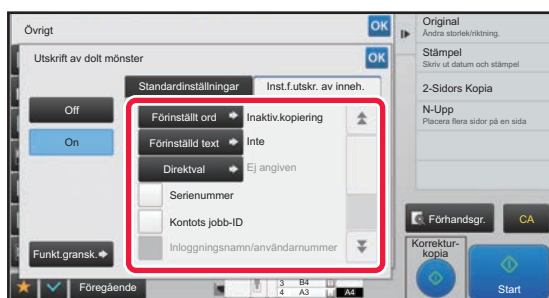 Övrigt
OK
Utskrift av dolt mönster
OK
Standardinställningar
Inst.f.utskr. av inneh.
Off
On
Förinställt ord
Inaktiv.kopiering
Förinställd text
Inte
Direktval
Ej angiven
Serienummer
Kontots jobb-ID
Inloggningsnamn/användarnummer
Funkt.gransk.
Föregående
3 B4
4 A3
A4
Original
Ändra storlek/riktning.
Stämpel
Skriv ut datum och stämpel
2-Sidors Kopia
N-Upp
Placera flera sidor på en sida
Förhandsgr.
CA
Korrektur-
kopia
Start